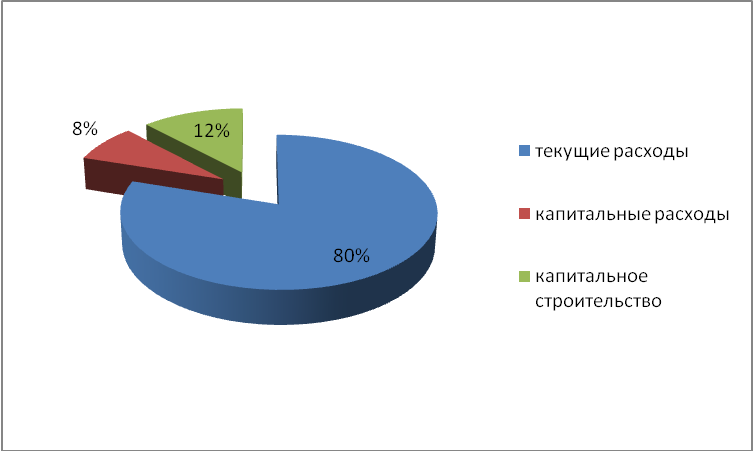 8%
12%
80%
текущие расходы
капитальные расходы
капитальное
строительство